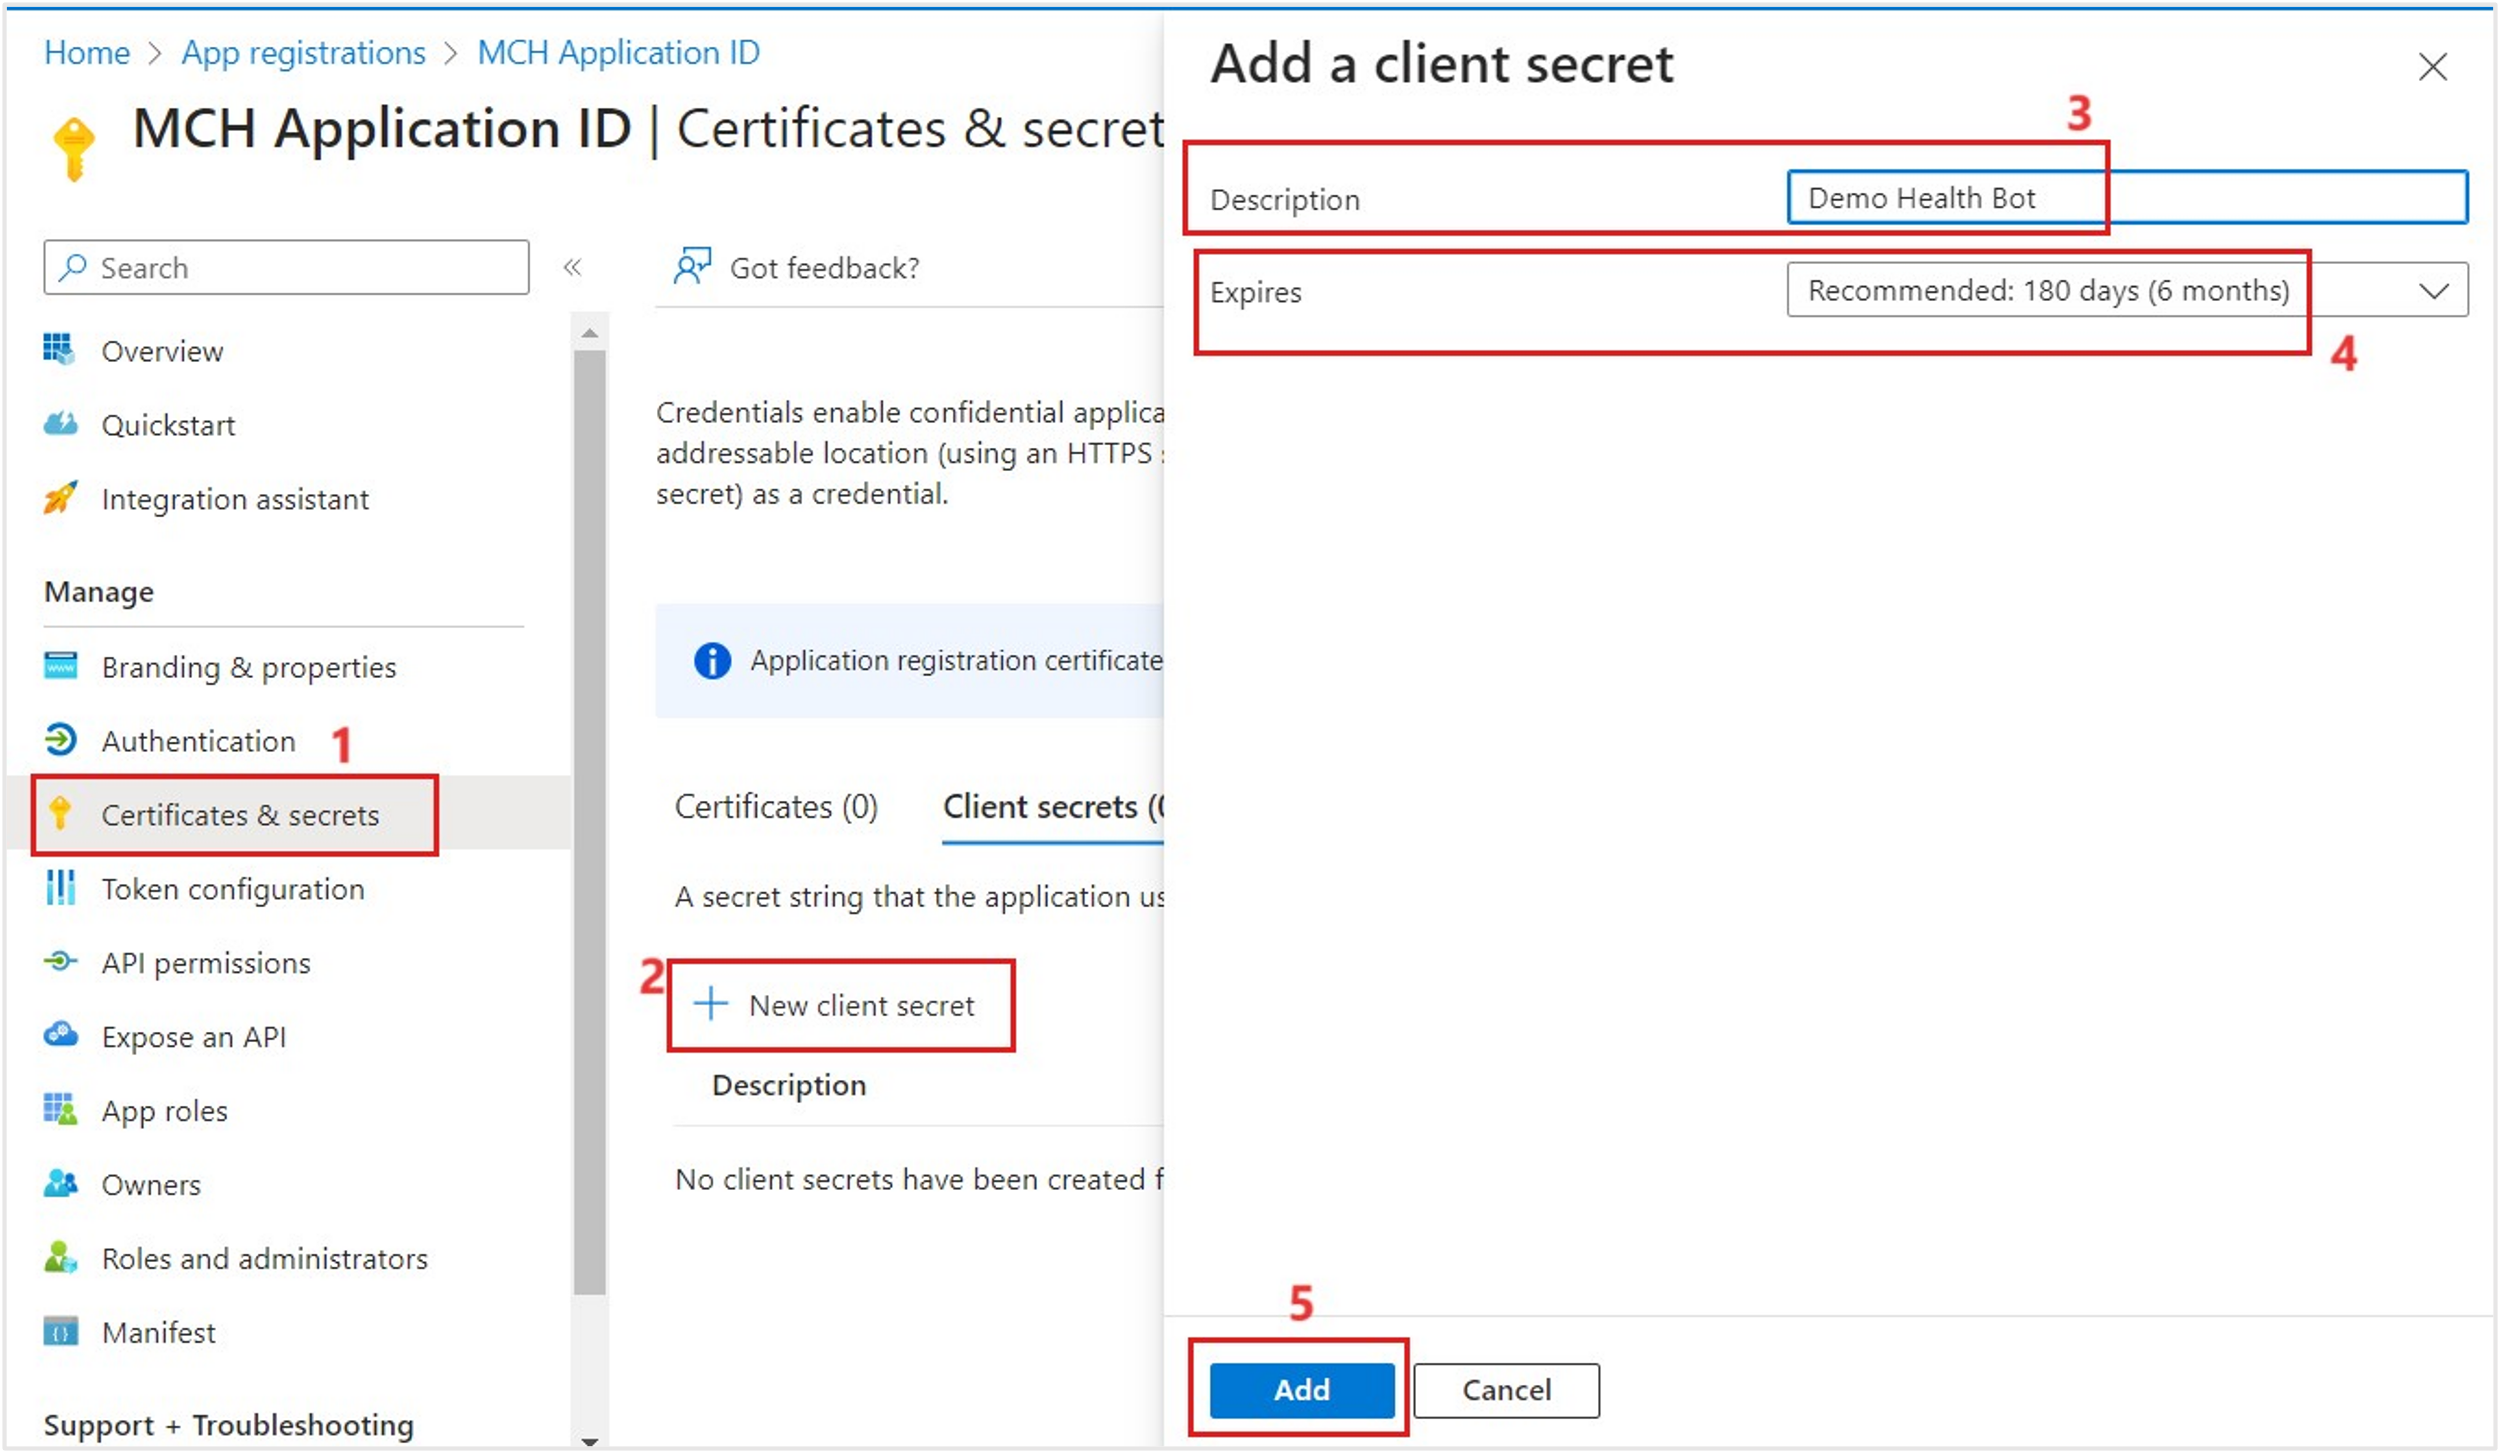 Home > App registrations > MCH Application ID
MCH Application ID | Certificates & secret
Search
«
Overview
Quickstart
Integration assistant
Manage
Branding & properties
Authentication
1
Certificates & secrets
Token configuration
API permissions
Expose an API
App roles
Owners
Roles and administrators
Manifest
Support + Troubleshooting
Got feedback?
Credentials enable confidential applica
addressable location (using an HTTPS
secret) as a credential.
Application registration certificate
Certificates (0)
Client secrets (0
A secret string that the application us
2
New client secret
Description
No client secrets have been created f
Add a client secret
3
Description
Demo Health Bot
Expires
Recommended: 180 days (6 months)
4
5
Add
Cancel